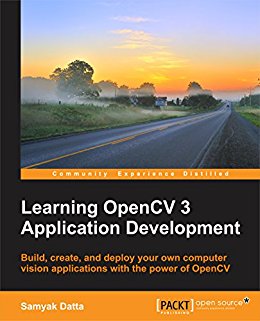 Community Experience Distilled
Learning OpenCV 3
Application Development
Build, create, and deploy your own computer
vision applications with the power of OpenCV
Samyak Datta
PACKT
PUBLISHING
open source*